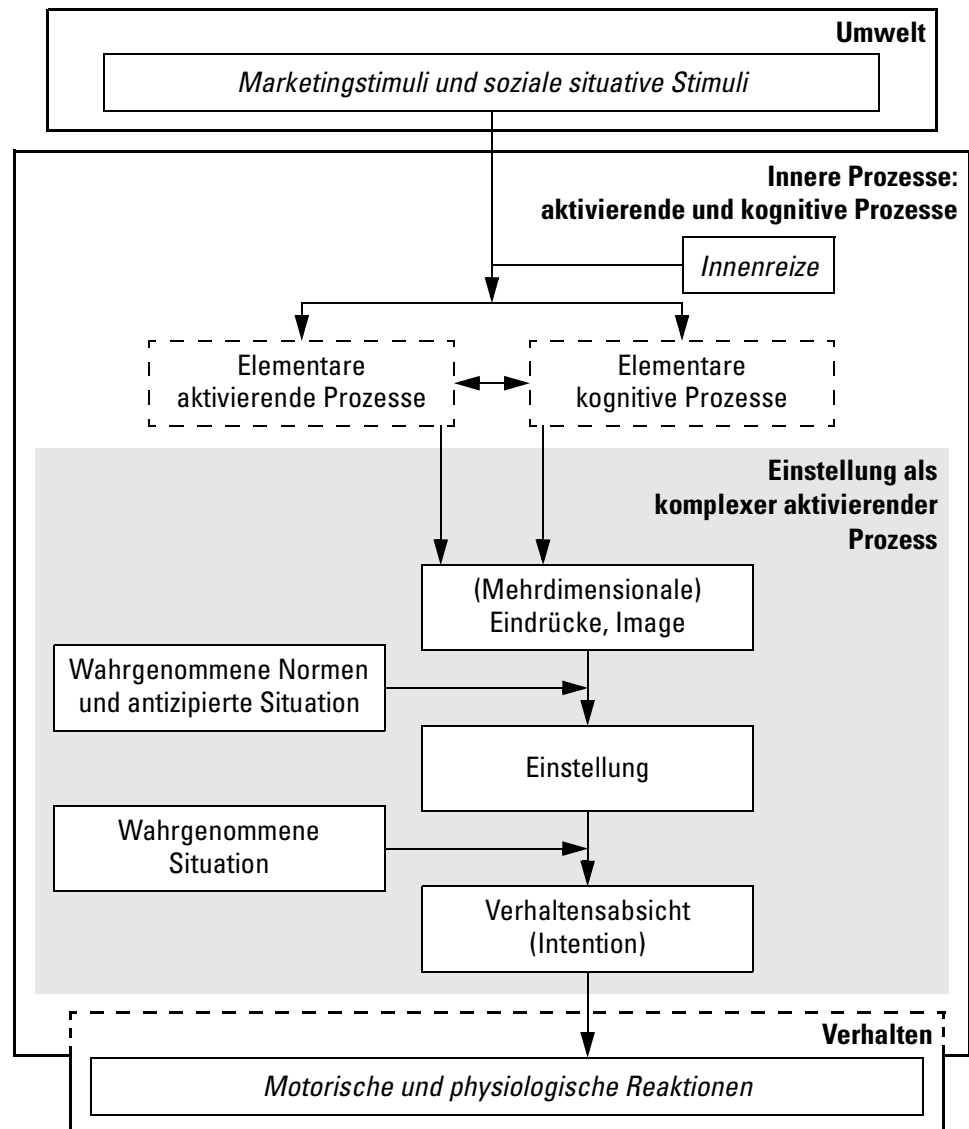 Umwelt
Marketingstimuli und soziale situative Stimuli
Innere Prozesse:
aktivierende und kognitive Prozesse
Innenreize
Elementare
aktivierende Prozesse
Elementare
kognitive Prozesse
Einstellung als
komplexer aktivierender
Prozess
(Mehrdimensionale)
Eindrücke, Image
Wahrgenommene Normen
und antizipierte Situation
Einstellung
Wahrgenommene
Situation
Verhaltensabsicht
(Intention)
Verhalten
Motorische und physiologische Reaktionen